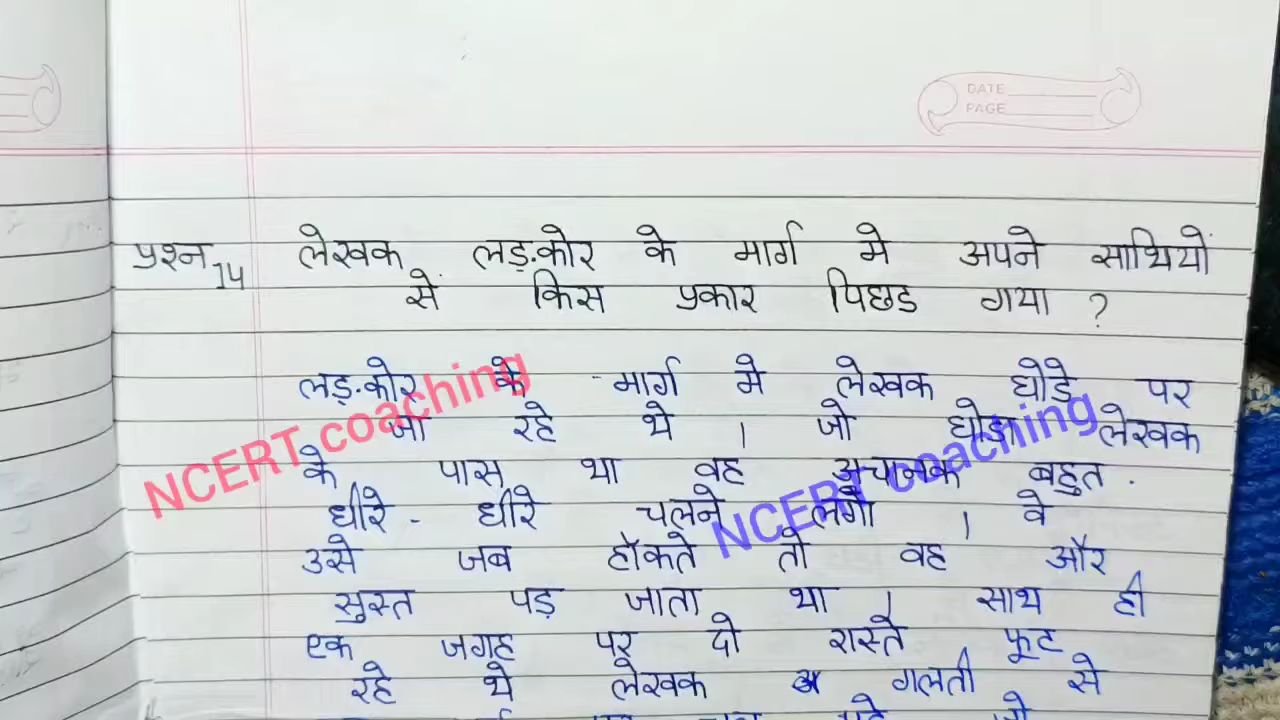 DATE
PAGE
प्रश्न 14 लेखक लड़.कोर के मार्ग मे अपने साथियों
से किस प्रकार पिछड गया ?
लड़.कोर के मार्ग मे लेखक घोडे पर
जा रहे थे । जो घोडा लेखक
के पास था वह अचानक बहुत
धीरे - धीरे चलने लगा । वे
उसे जब हाँकते तो वह और
सुस्त पड़ जाता था । साथ ही
एक जगह पर दो रास्ते फूट
रहे थे लेखक गलती से
NCERT coaching
NCERT coaching